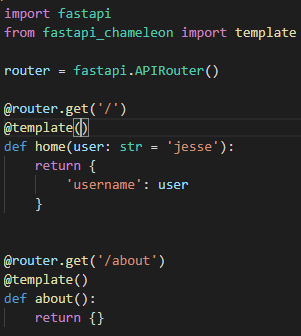 import fastapi
from fastapi_chameleon import template
router = fastapi.APIRouter()
@router.get('/')
@template()
def home(user: str = 'jesse'):
    return {
        'username': user
    }
@router.get('/about')
@template()
def about():
    return {}